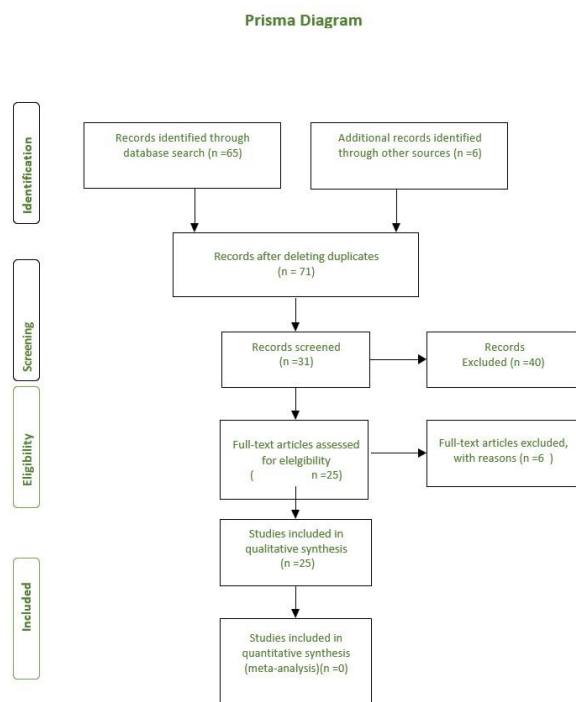 Prisma Diagram
Identification
Records identified through
database search (n =65)
Additional records identified
through other sources (n =6)
Records after deleting duplicates
(n = 71)
Screening
Records screened
(n =31)
Records
Excluded (n =40)
Eligibility
Full-text articles assessed
for elelgibility
( n =25)
Full-text articles excluded,
with reasons (n =6 )
Studies included in
qualitative synthesis
(n =25)
Included
Studies included in
quantitative synthesis
(meta-analysis)(n =0)